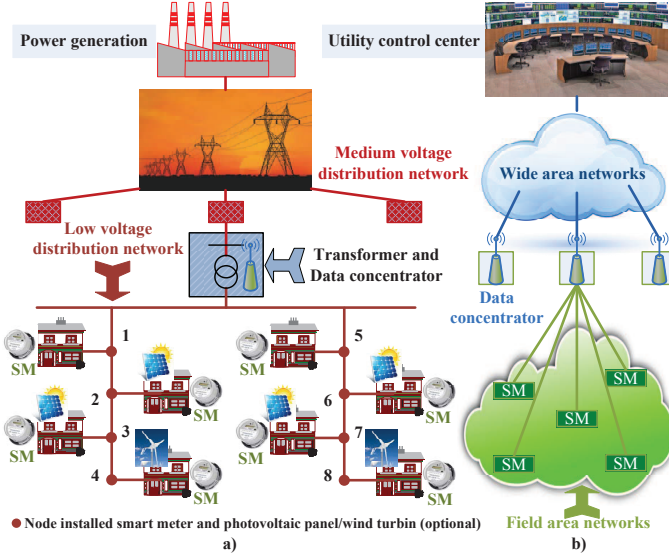 Power generation
Utility control center
Medium voltage
distribution network
Wide area networks
Low voltage
distribution network
Transformer and
Data concentrator
Data
concentrator
1
5
SM
SM
2
6
SM
SM
3
7
SM
SM
4
8
SM
SM
SM
SM
SM
SM
SM
Node installed smart meter and photovoltaic panel/wind turbin (optional)
Field area networks
a)
b)